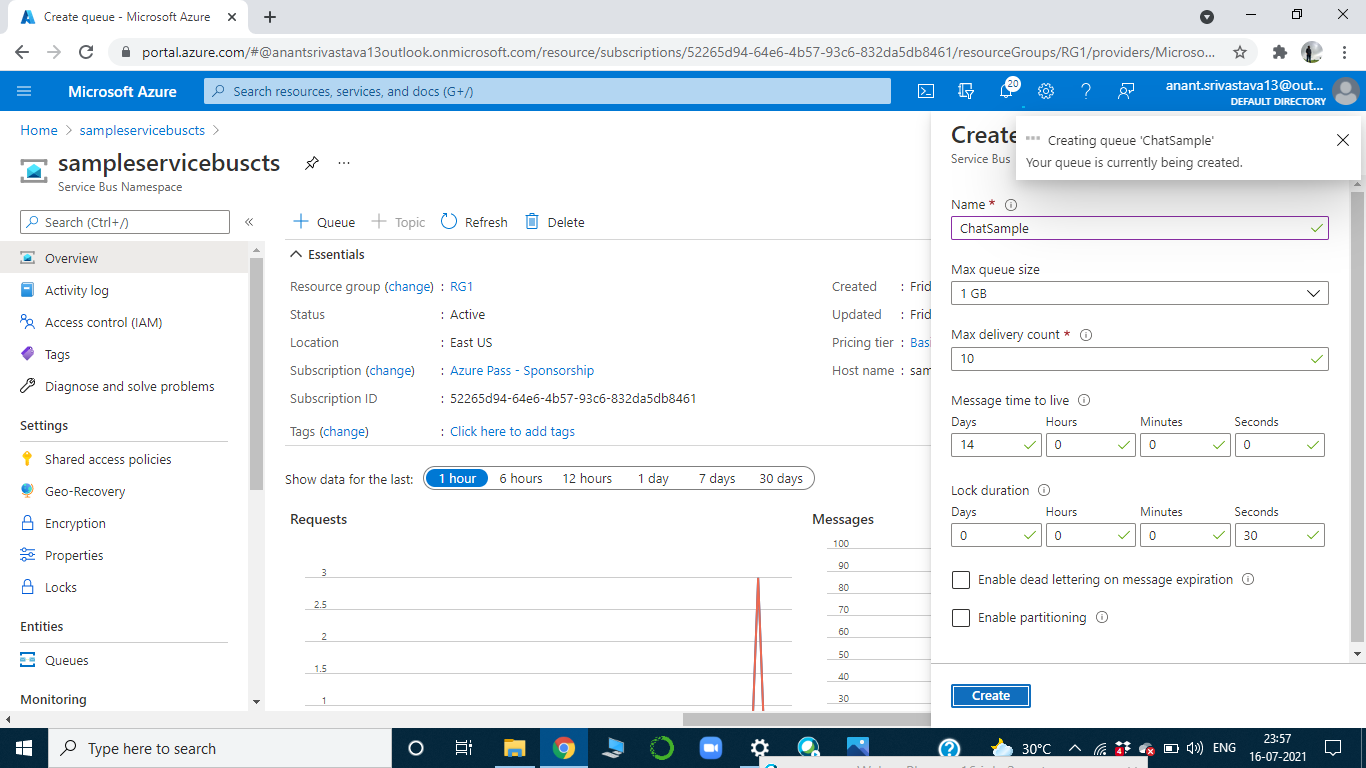 Create queue - Microsoft Azure
portal.azure.com/#@anantsrivastava13outlook.onmicrosoft.com/resource/subscriptions/52265d94-64e6-4b57-93c6-832da5db8461/resourceGroups/RG1/providers/Microso...
Microsoft Azure
Search resources, services, and docs (G+/)
20
anant.srivastava13@out...
DEFAULT DIRECTORY
Home > sampleservicebuscts >
sampleservicebuscts
Service Bus Namespace
Search (Ctrl+/)
Overview
Activity log
Access control (IAM)
Tags
Diagnose and solve problems
Settings
Shared access policies
Geo-Recovery
Encryption
Properties
Locks
Entities
Queues
Monitoring
Queue Topic Refresh Delete
Essentials
Resource group (change) : RG1
Status : Active
Location : East US
Subscription (change) : Azure Pass - Sponsorship
Subscription ID : 52265d94-64e6-4b57-93c6-832da5db8461
Tags (change) : Click here to add tags
Created : Frid
Updated : Frid
Pricing tier : Basi
Host name : sam
Show data for the last: 1 hour 6 hours 12 hours 1 day 7 days 30 days
Requests
3
2.5
2
1.5
1
Messages
100
90
80
70
60
50
40
30
Create
Service Bus
Creating queue 'ChatSample'
Your queue is currently being created.
Name *
ChatSample
Max queue size
1 GB
Max delivery count *
10
Message time to live
Days Hours Minutes Seconds
14 0 0 0
Lock duration
Days Hours Minutes Seconds
0 0 0 30
Enable dead lettering on message expiration
Enable partitioning
Create
Type here to search
30°C
ENG
23:57
16-07-2021